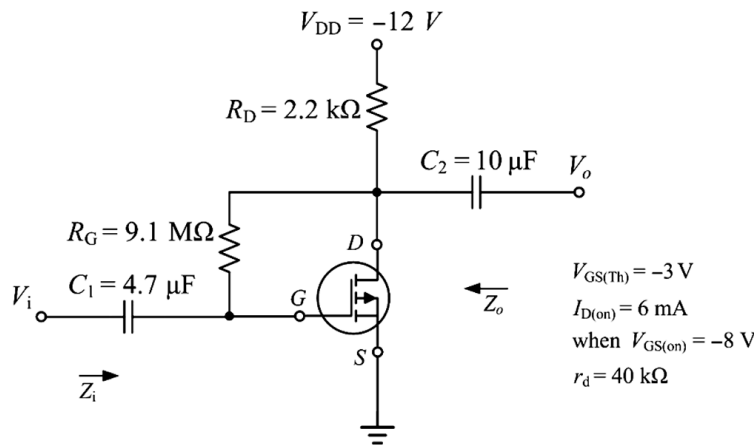 V_DD = −12 V
R_D = 2.2 kΩ
C_2 = 10 μF
V_o
R_G = 9.1 MΩ
D
C_1 = 4.7 μF
V_i
G
Z_o
S
Z_i
V_GS(Th) = −3 V
I_D(on) = 6 mA
when V_GS(on) = −8 V
r_d = 40 kΩ